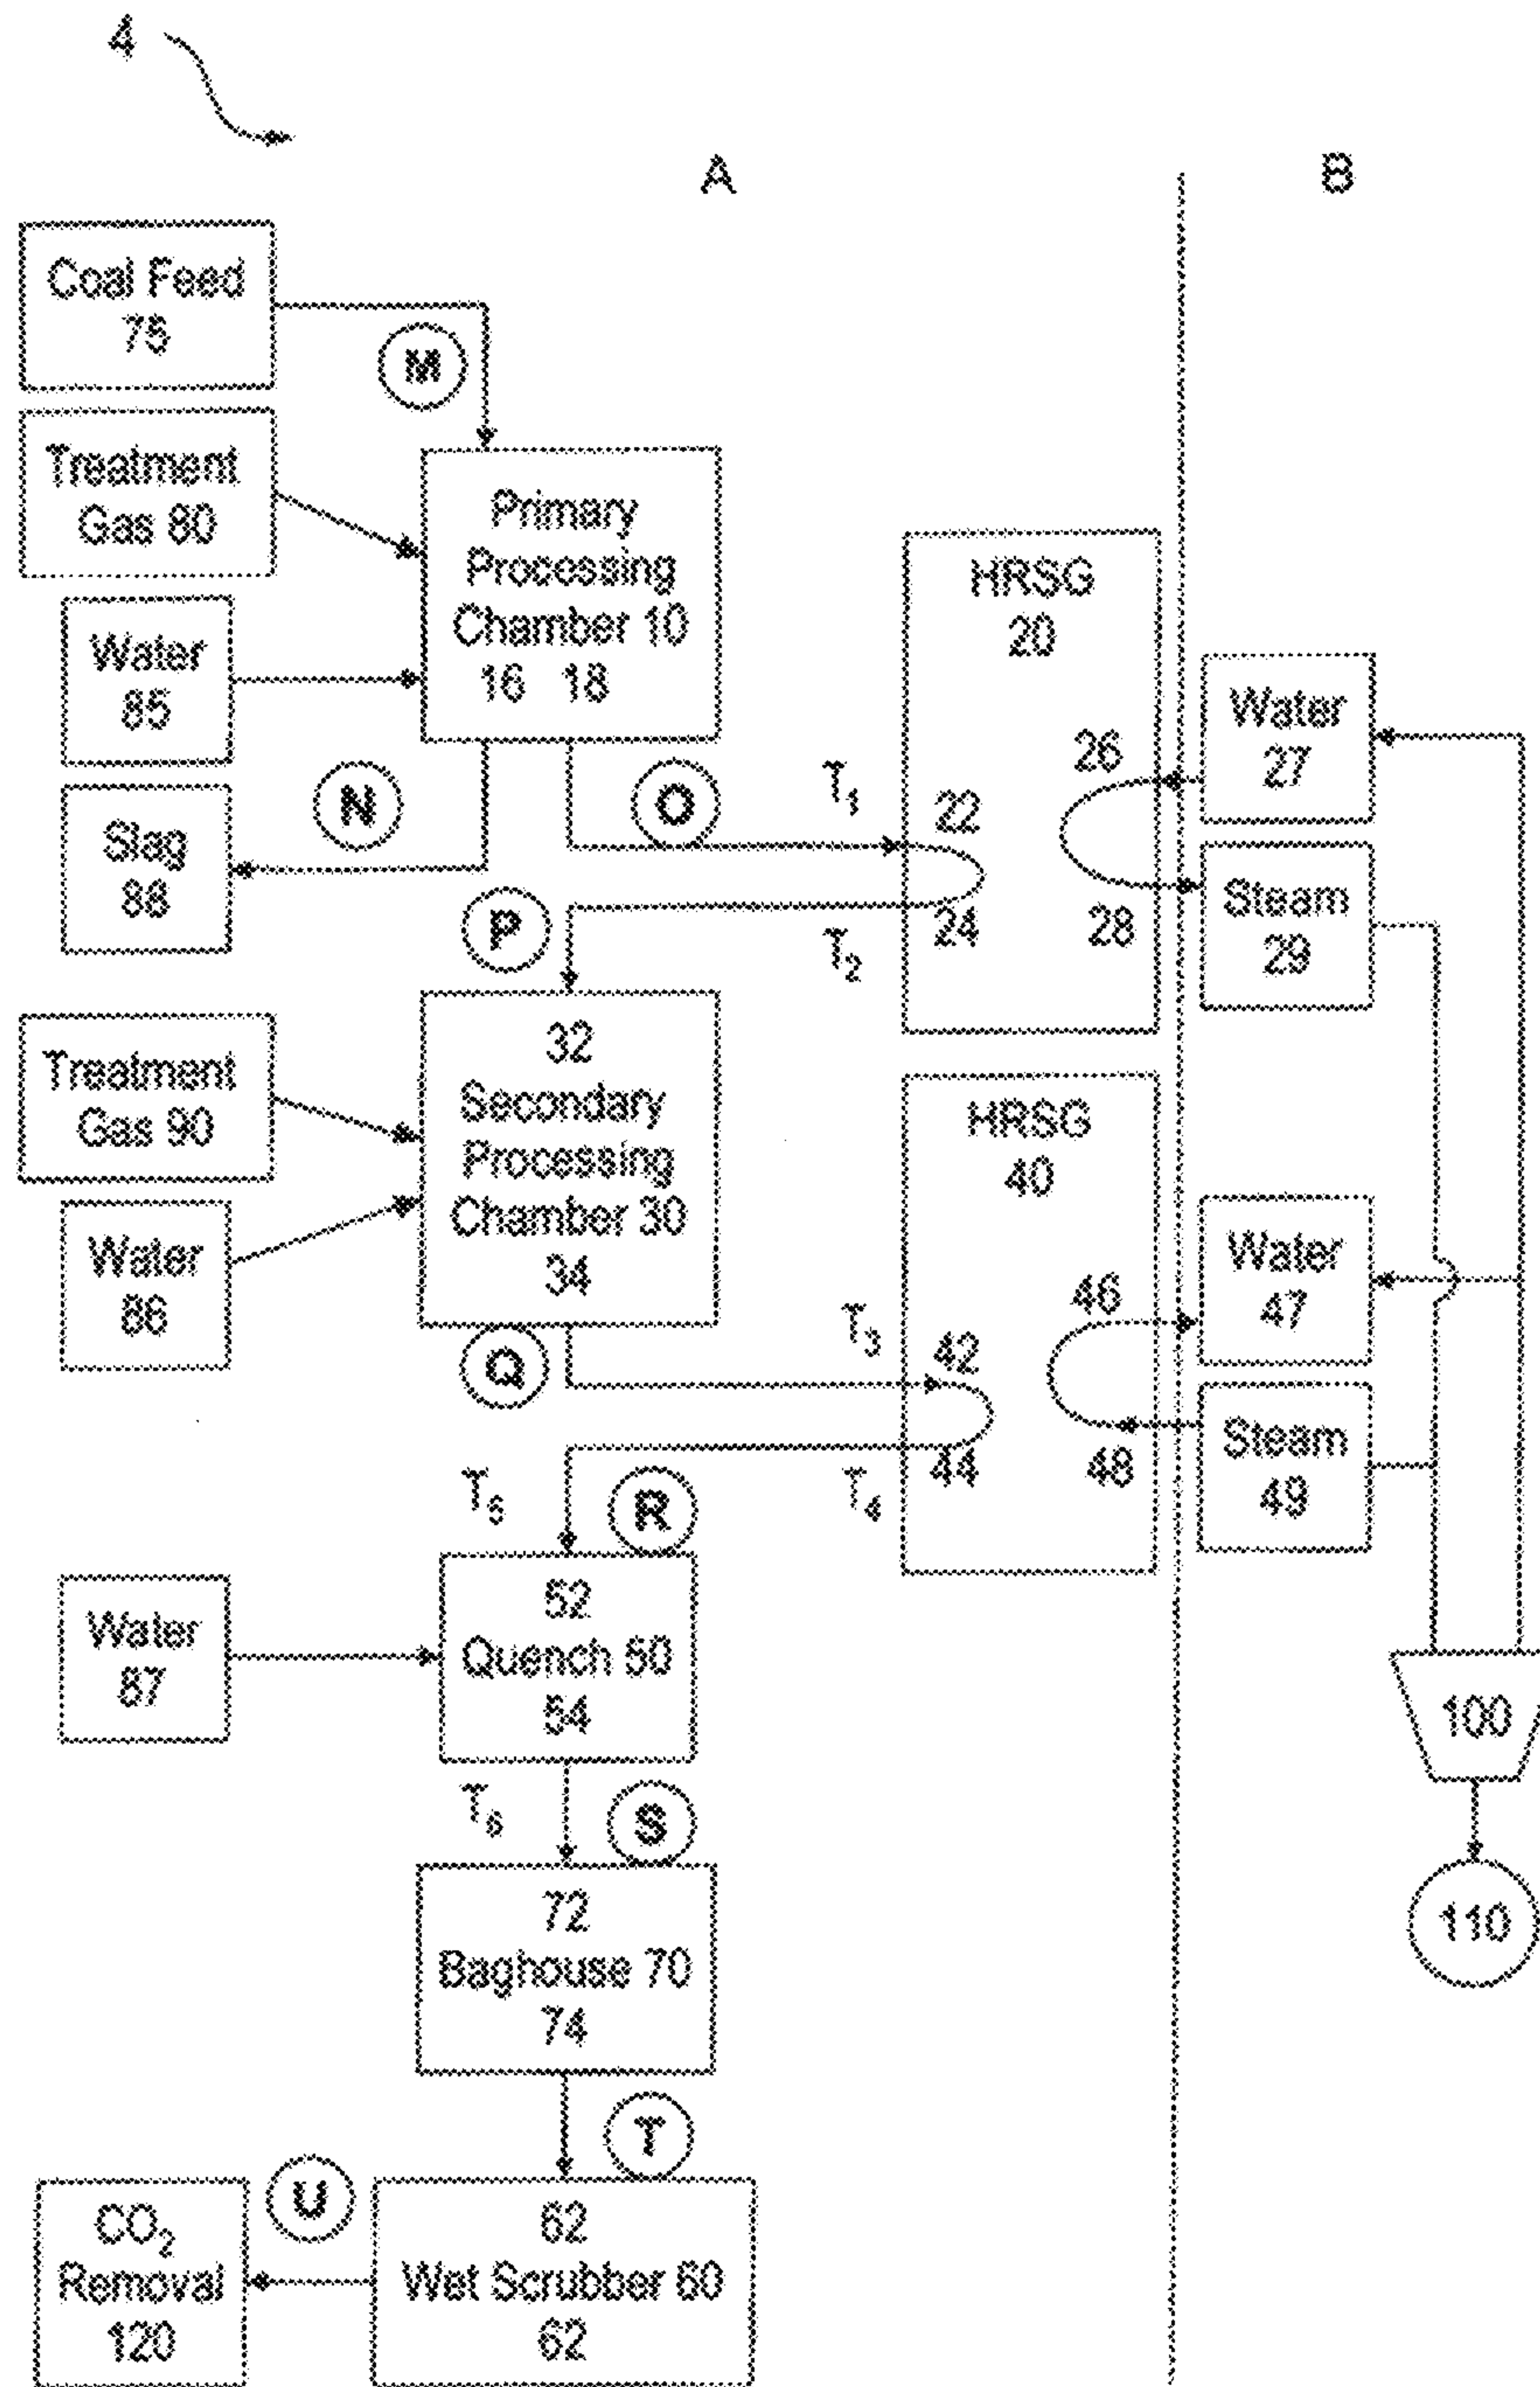 4
A
B
Coal Feed
75
M
Treatment
Gas 80
Primary
Processing
Chamber 10
16 18
HRSG
20
Water
85
Water
27
26
N
O
T1
22
Slag
88
Steam
29
P
24
28
T2
32
Secondary
Processing
Chamber 30
34
Treatment
Gas 90
HRSG
40
Water
86
Water
47
46
Q
T3
42
Steam
49
T5
R
T4
44
48
52
Quench 50
54
Water
87
100
T6
S
72
Baghouse 70
74
110
T
U
CO2
Removal
120
62
Wet Scrubber 60
62